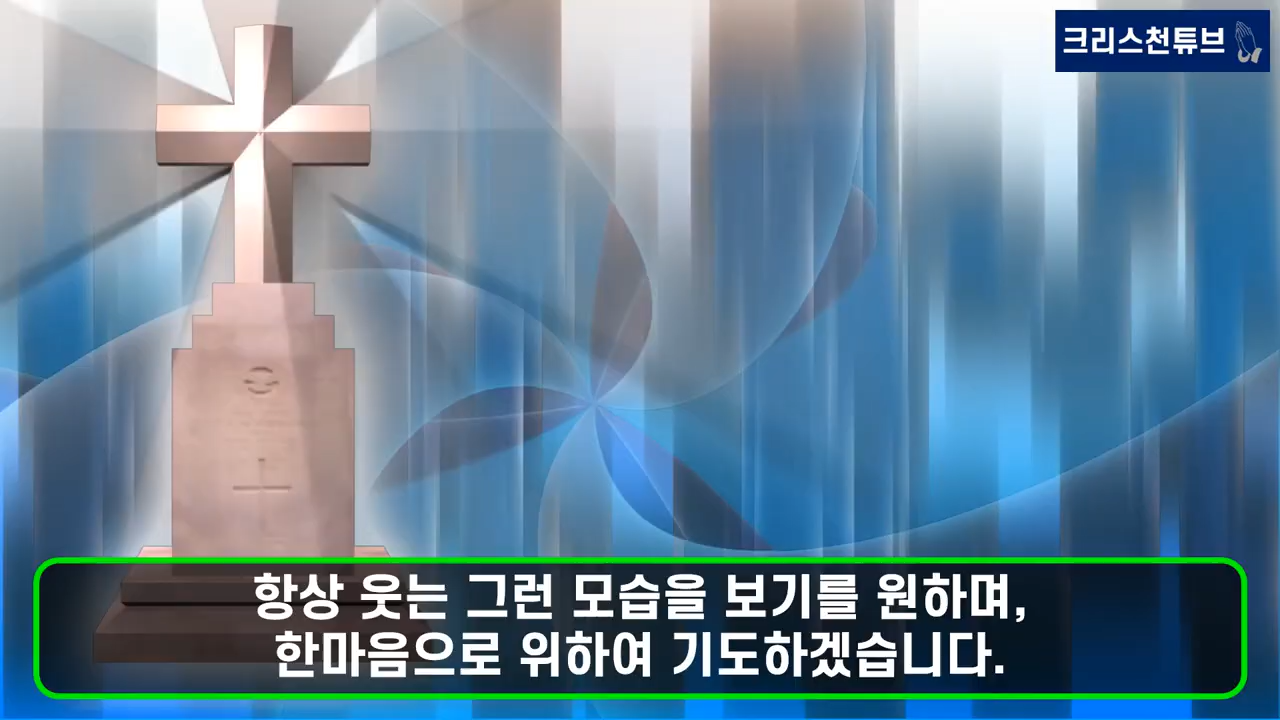 크리스천튜브
항상 웃는 그런 모습을 보기를 원하며,
한마음으로 위하여 기도하겠습니다.